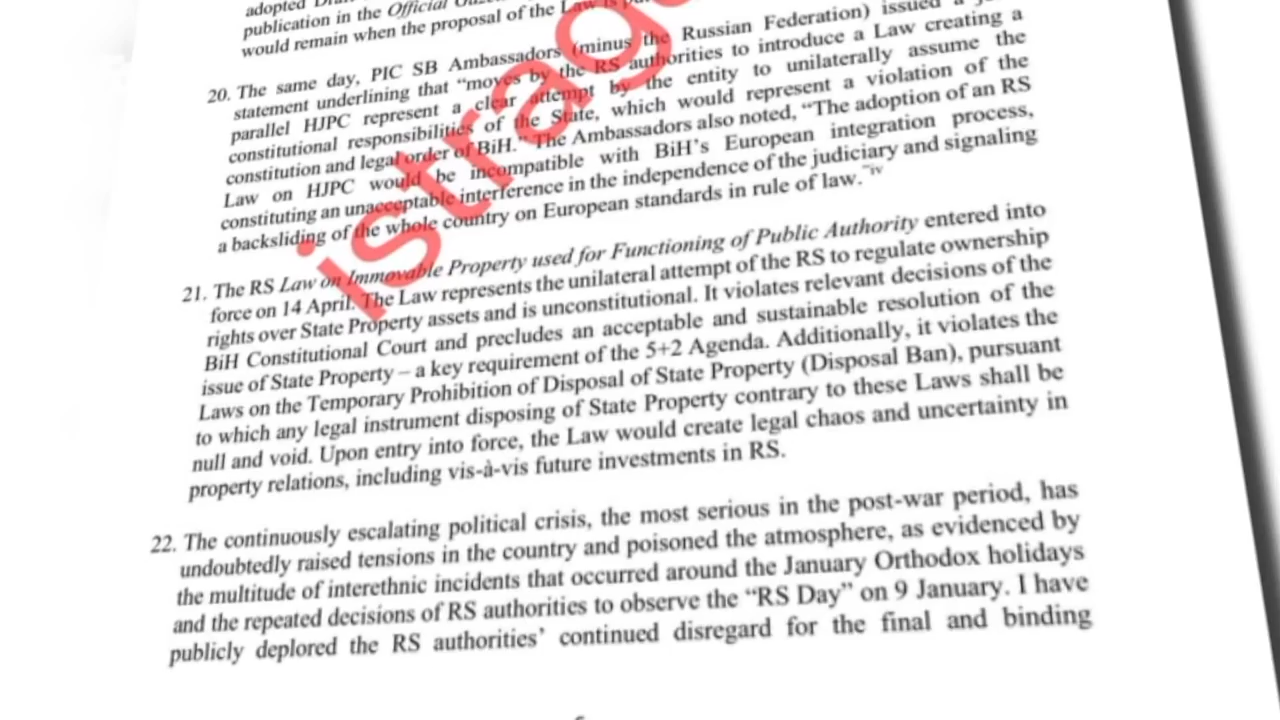 adopted
publication in the Official
would remain when the proposal of the Law is
20. The same day, PIC SB Ambassadors (minus the Russian Federation) issued a
statement underlining that “moves by the RS authorities to introduce a Law creating a
parallel HJPC represent a clear attempt by the entity to unilaterally assume the
constitutional responsibilities of the State, which would represent a violation of the
constitution and legal order of BiH.” The Ambassadors also noted, “The adoption of an RS
Law on HJPC would be incompatible with BiH’s European integration process,
constituting an unacceptable interference in the independence of the judiciary and signaling
a backsliding of the whole country on European standards in rule of law.”iv
21. The RS Law on Immovable Property used for Functioning of Public Authority entered into
force on 14 April. The Law represents the unilateral attempt of the RS to regulate ownership
rights over State Property assets and is unconstitutional. It violates relevant decisions of the
BiH Constitutional Court and precludes an acceptable and sustainable resolution of the
issue of State Property – a key requirement of the 5+2 Agenda. Additionally, it violates the
Laws on the Temporary Prohibition of Disposal of State Property (Disposal Ban), pursuant
to which any legal instrument disposing of State Property contrary to these Laws shall be
null and void. Upon entry into force, the Law would create legal chaos and uncertainty in
property relations, including vis-à-vis future investments in RS.
22. The continuously escalating political crisis, the most serious in the post-war period, has
undoubtedly raised tensions in the country and poisoned the atmosphere, as evidenced by
the multitude of interethnic incidents that occurred around the January Orthodox holidays
and the repeated decisions of RS authorities to observe the “RS Day” on 9 January. I have
publicly deplored the RS authorities’ continued disregard for the final and binding
istrag